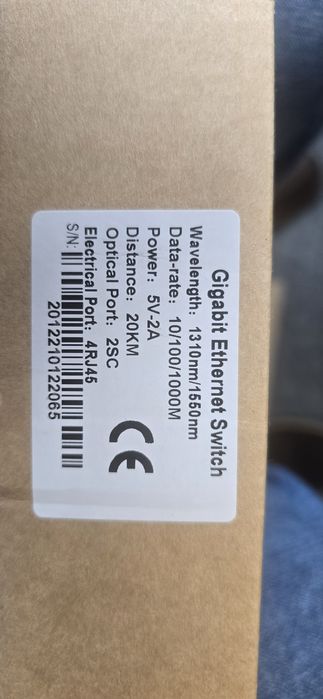 Gigabit Ethernet Switch
Wavelength: 1310nm/1550nm
Data-rate: 10/100/1000M
Power: 5V-2A
Distance: 20KM
Optical Port: 2SC
Electrical Port: 4RJ45
S/N:
2012210122065
CE